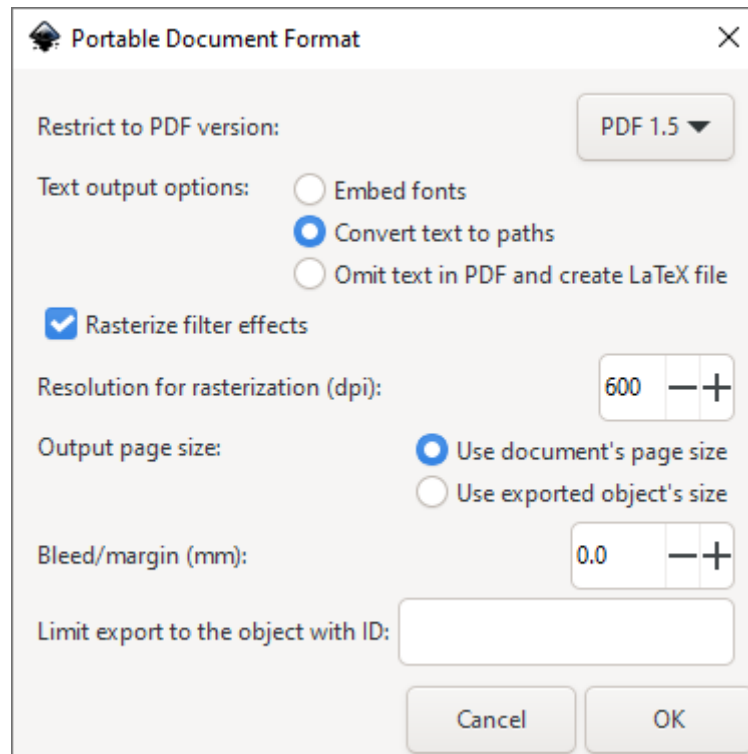 Portable Document Format
Restrict to PDF version: PDF 1.5
Text output options: Embed fonts
Convert text to paths
Omit text in PDF and create LaTeX file
Rasterize filter effects
Resolution for rasterization (dpi): 600
Output page size: Use document's page size
Use exported object's size
Bleed/margin (mm): 0.0
Limit export to the object with ID:
Cancel OK